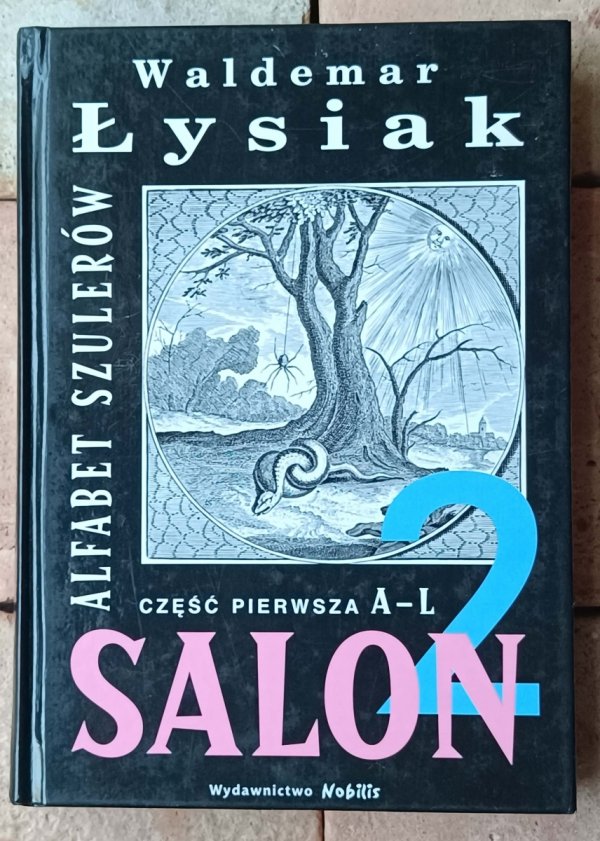 Waldemar
Łysiak
ALFABET SZULERÓW
CZĘŚĆ PIERWSZA A–L
SALON 2
Wydawnictwo Nobilis